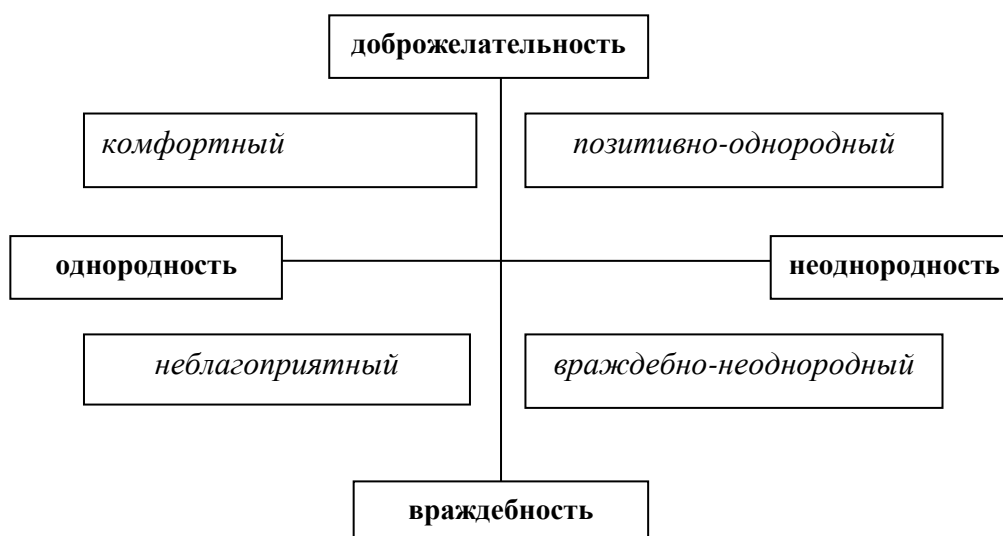 доброжелательность
комфортный
позитивно-однородный
однородность
неоднородность
неблагоприятный
враждебно-неоднородный
враждебность